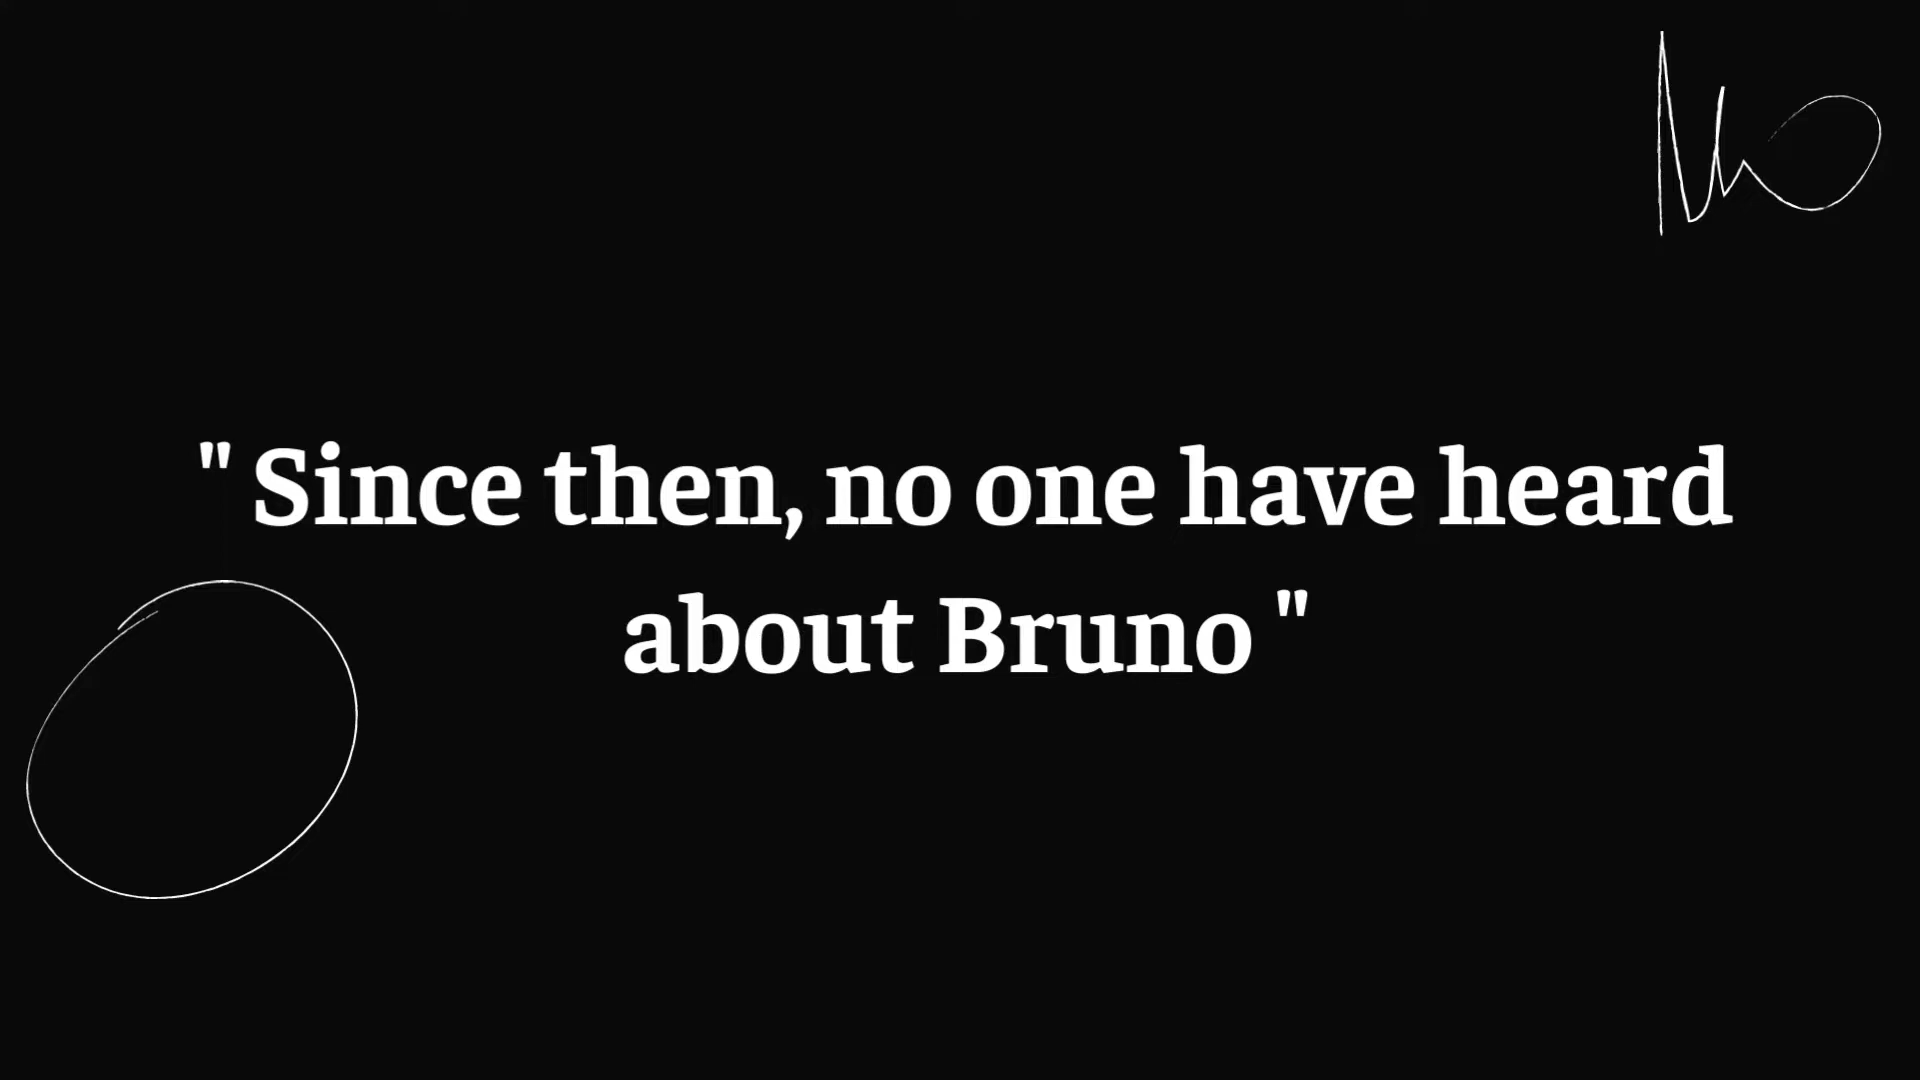 " Since then, no one have heard
about Bruno "